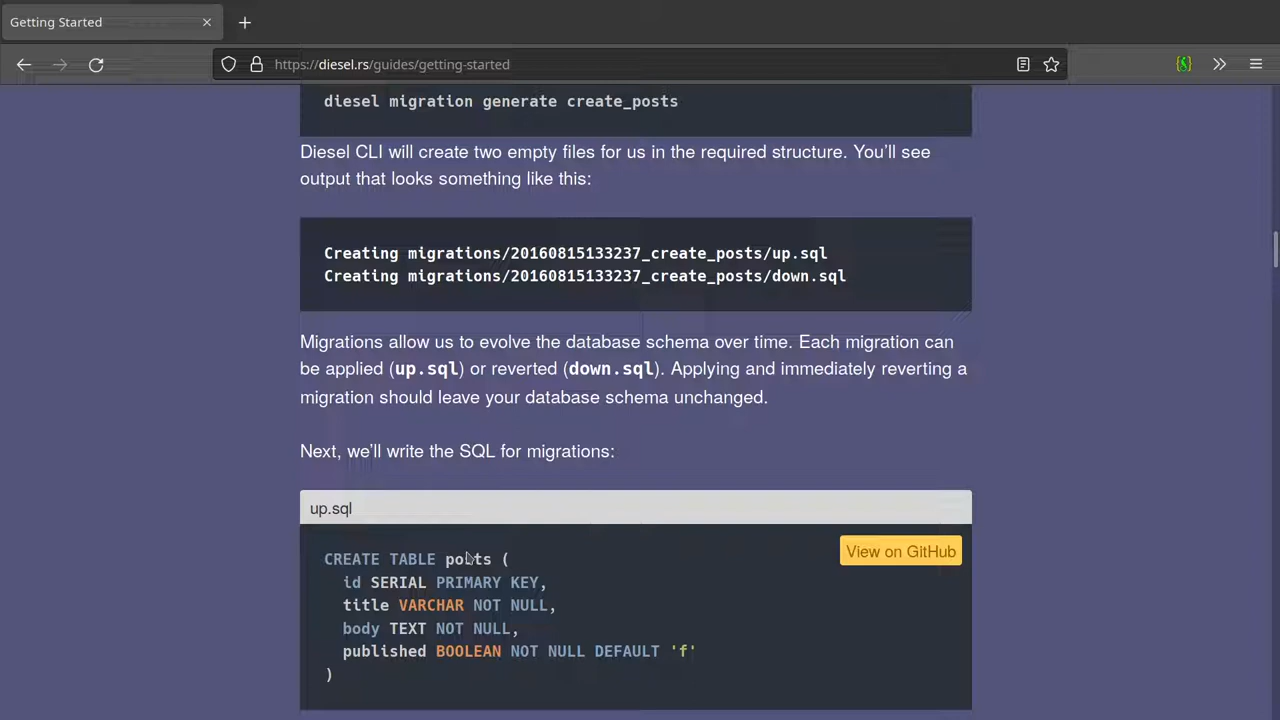 Getting Started
https://diesel.rs/guides/getting-started
diesel migration generate create_posts
Diesel CLI will create two empty files for us in the required structure. You’ll see
output that looks something like this:
Creating migrations/20160815133237_create_posts/up.sql
Creating migrations/20160815133237_create_posts/down.sql
Migrations allow us to evolve the database schema over time. Each migration can
be applied (up.sql) or reverted (down.sql). Applying and immediately reverting a
migration should leave your database schema unchanged.
Next, we’ll write the SQL for migrations:
up.sql
View on GitHub
CREATE TABLE posts (
  id SERIAL PRIMARY KEY,
  title VARCHAR NOT NULL,
  body TEXT NOT NULL,
  published BOOLEAN NOT NULL DEFAULT 'f'
)